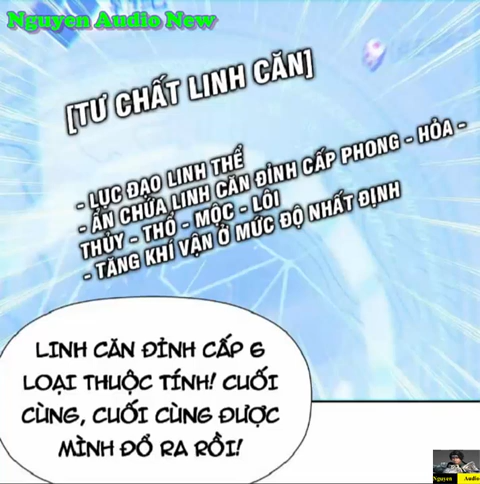 Nguyen Audio New
[TƯ CHẤT LINH CĂN]
- LỤC ĐẠO LINH THỂ
- ẨN CHỨA LINH CĂN ĐỈNH CẤP PHONG - HỎA -
THỦY - THỔ - MỘC - LÔI
- TĂNG KHÍ VẬN Ở MỨC ĐỘ NHẤT ĐỊNH
LINH CĂN ĐỈNH CẤP 6
LOẠI THUỘC TÍNH! CUỐI
CÙNG, CUỐI CÙNG ĐƯỢC
MÌNH ĐỔ RA RỒI!
Nguyen Audio